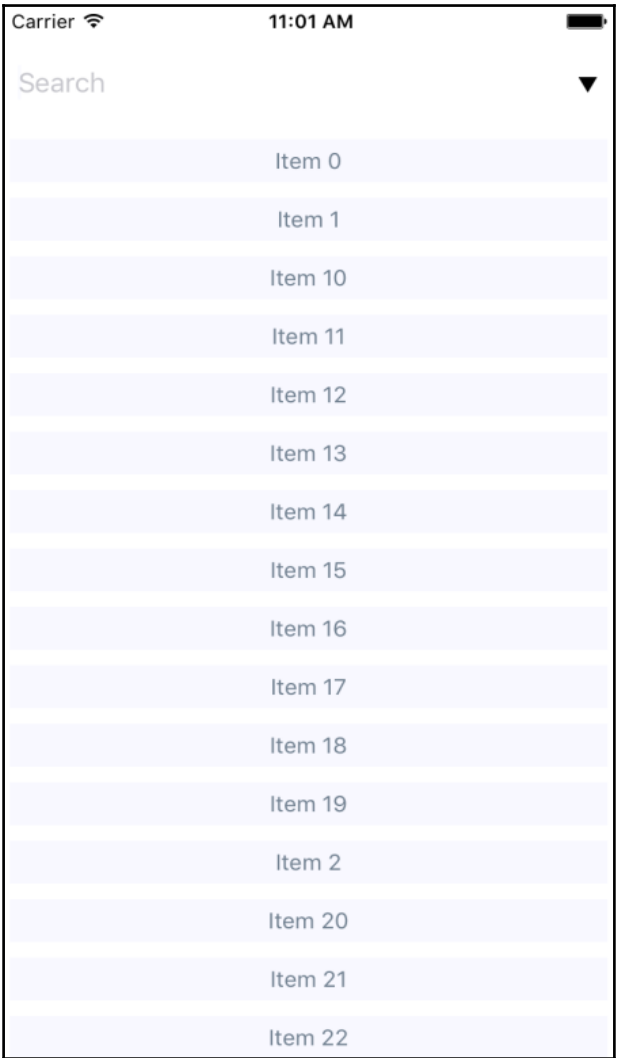 Carrier 11:01 AM
Search ▼
Item 0
Item 1
Item 10
Item 11
Item 12
Item 13
Item 14
Item 15
Item 16
Item 17
Item 18
Item 19
Item 2
Item 20
Item 21
Item 22